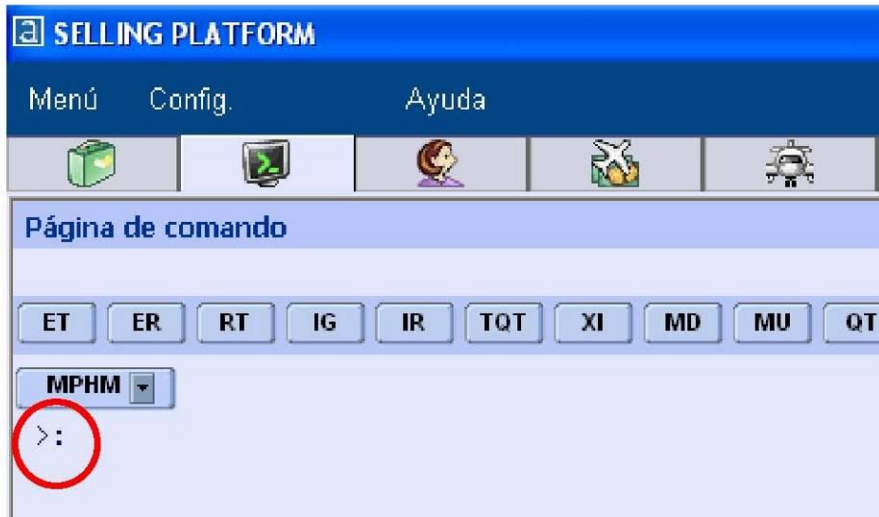 a SELLING PLATFORM
Menú Config. Ayuda
Página de comando
ET ER RT IG IR TQT XI MD MU QT
MPHM
>: